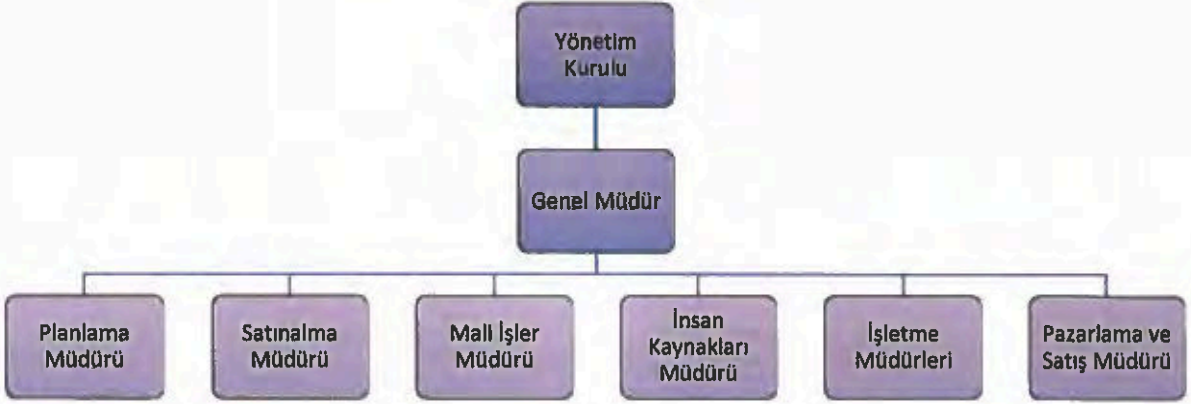 Yönetim
Kurulu
Genel Müdür
Planlama
Müdürü
Satınalma
Müdürü
Mali İşler
Müdürü
İnsan
Kaynakları
Müdürü
İşletme
Müdürleri
Pazarlama ve
Satış Müdürü